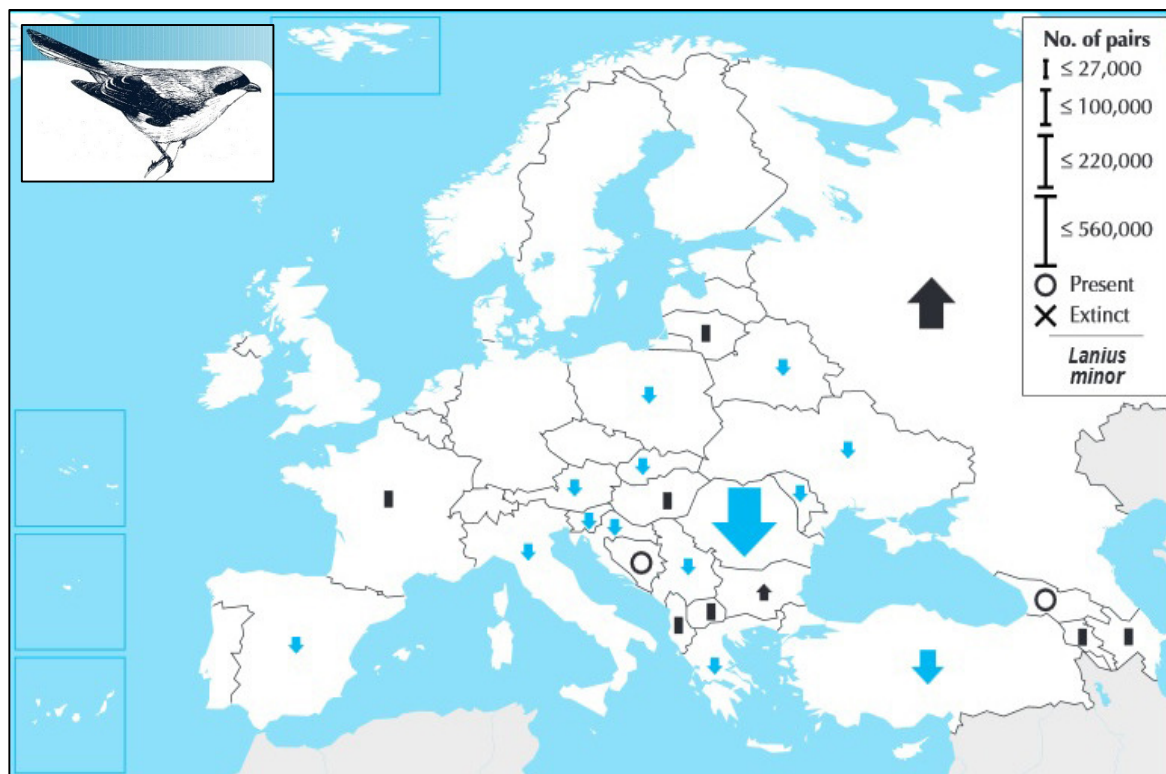 No. of pairs
≤ 27,000
≤ 100,000
≤ 220,000
≤ 560,000
Present
Extinct
Lanius
minor